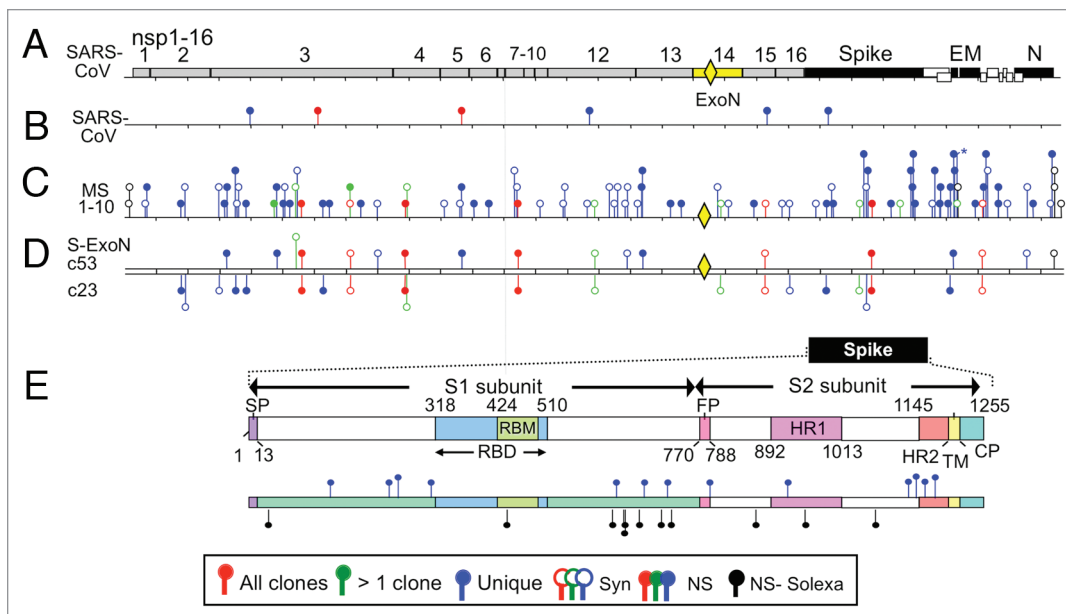 A
SARS-
CoV
nsp1-16
1 2 3 4 5 6 7-10 12 13 14 15 16 Spike EM N
ExoN
B
SARS-
CoV
C
MS
1-10
*
D
S-ExoN
c53
c23
Spike
E
S1 subunit S2 subunit
SP 318 424 510 FP 1145 1255
RBM HR1
1 13 RBD 770 788 892 1013 HR2 TM CP
All clones > 1 clone Unique Syn NS NS- Solexa